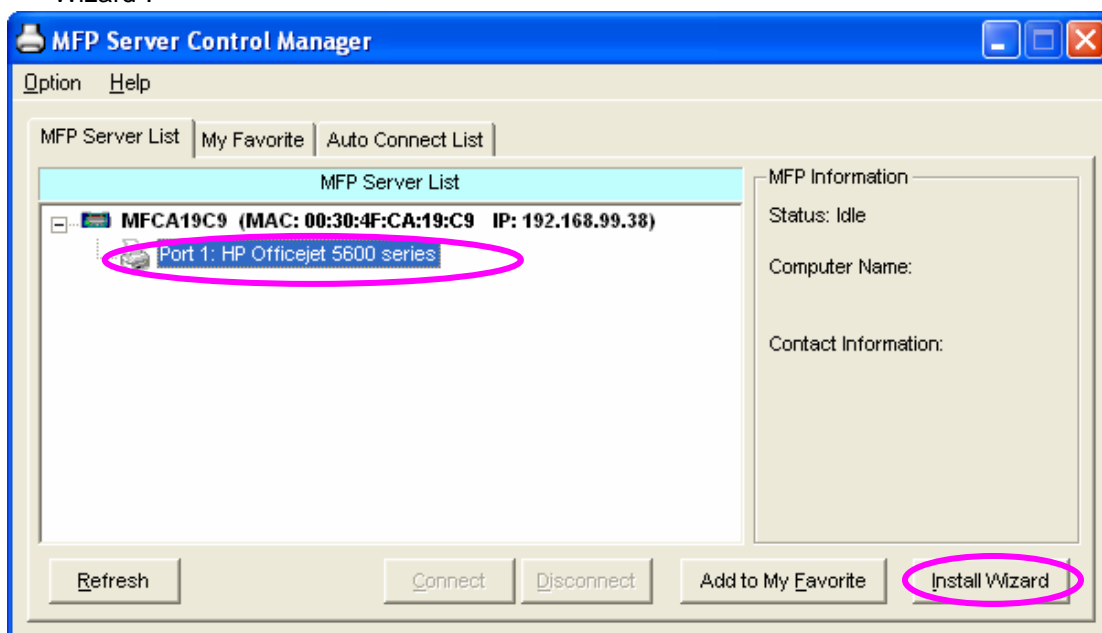 Wizard".
MFP Server Control Manager
Option Help
MFP Server List My Favorite Auto Connect List
MFP Server List
MFCA19C9 (MAC: 00:30:4F:CA:19:C9 IP: 192.168.99.38)
Port 1: HP Officejet 5600 series
MFP Information
Status: Idle
Computer Name:
Contact Information:
Refresh Connect Disconnect Add to My Favorite Install Wizard